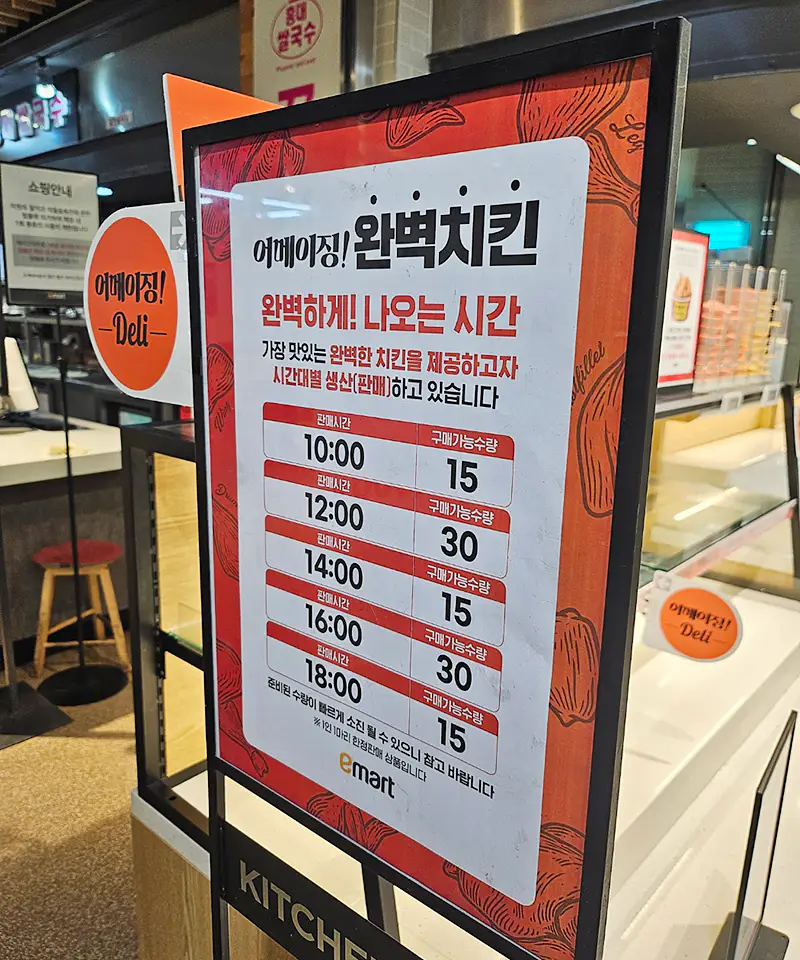 홍대
쌀국수
쇼핑안내
emart
어메이징!
Deli
어메이징! 완벽치킨
완벽하게! 나오는 시간
가장 맛있는 완벽한 치킨을 제공하고자
시간대별 생산(판매)하고 있습니다
판매시간 구매가능수량
10:00 15
판매시간 구매가능수량
12:00 30
판매시간 구매가능수량
14:00 15
판매시간 구매가능수량
16:00 30
판매시간 구매가능수량
18:00 15
준비된 수량이 빠르게 소진 될 수 있으니 참고 바랍니다
※1인 1마리 한정판매 상품입니다
emart
Leg
어메이징!
Deli
KITCHE